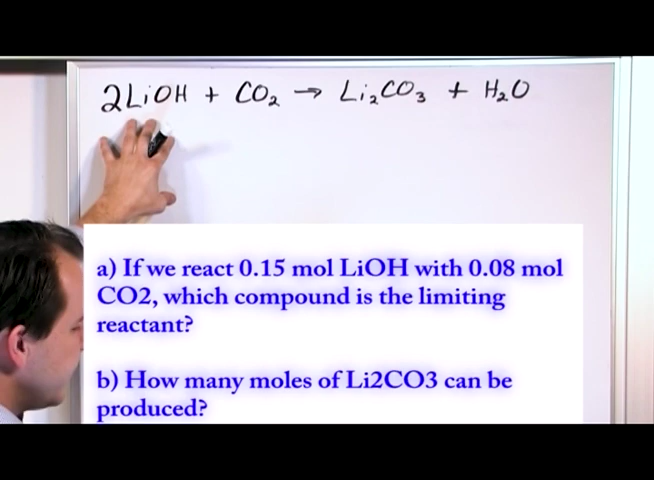 2LiOH + CO₂ → Li₂CO₃ + H₂O
a) If we react 0.15 mol LiOH with 0.08 mol
CO2, which compound is the limiting
reactant?
b) How many moles of Li2CO3 can be
produced?